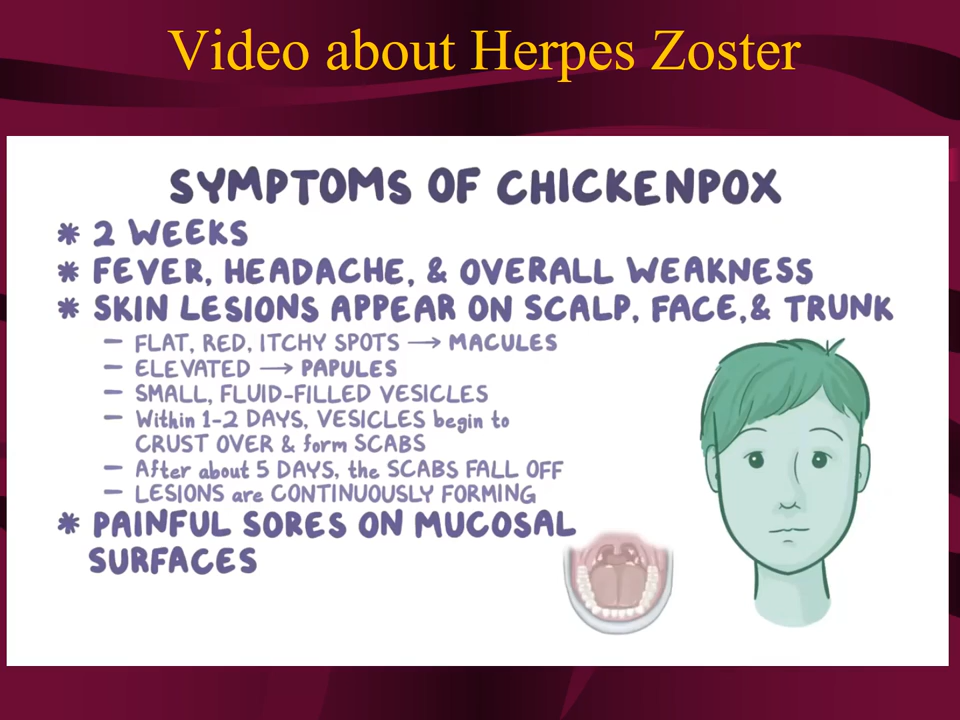 Video about Herpes Zoster
SYMPTOMS OF CHICKENPOX
* 2 WEEKS
* FEVER, HEADACHE, & OVERALL WEAKNESS
* SKIN LESIONS APPEAR ON SCALP, FACE, & TRUNK
– FLAT, RED, ITCHY SPOTS → MACULES
– ELEVATED → PAPULES
– SMALL, FLUID-FILLED VESICLES
– Within 1-2 DAYS, VESICLES begin to
CRUST OVER & form SCABS
– After about 5 DAYS, the SCABS FALL OFF
– LESIONS are CONTINUOUSLY FORMING
* PAINFUL SORES ON MUCOSAL
SURFACES